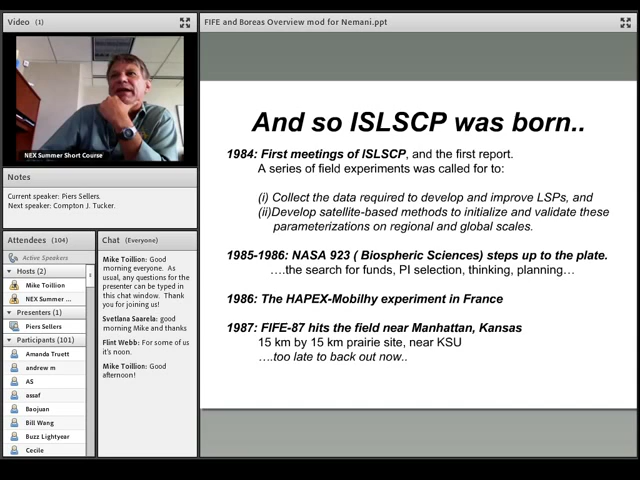 Video (1)
NEX Summer Short Course
Notes
Current speaker: Piers Sellers.
Next speaker: Compton J. Tucker.
Attendees (104)
Active Speakers
Hosts (2)
Mike Toillion
NEX Summer ...
Presenters (1)
Piers Sellers
Participants (101)
Amanda Truett
andrew m
AS
assaf
Baojuan
Bill Wang
Buzz Lightyear
Cecile
Chat (Everyone)
Mike Toillion: Good
morning everyone. As
usual, any questions for the
presenter can be typed in
this chat window. Thank
you for joining us!
Svetlana Saarela: good
morning Mike and thanks
Flint Webb: For some of us
it's noon.
Mike Toillion: Good
afternoon!
FIFE and Boreas Overview mod for Nemani.ppt
And so ISLSCP was born..
1984: First meetings of ISLSCP, and the first report.
A series of field experiments was called for to:
(i) Collect the data required to develop and improve LSPs, and
(ii)Develop satellite-based methods to initialize and validate these
parameterizations on regional and global scales.
1985-1986: NASA 923 ( Biospheric Sciences) steps up to the plate.
....the search for funds, PI selection, thinking, planning...
1986: The HAPEX-Mobilhy experiment in France
1987: FIFE-87 hits the field near Manhattan, Kansas
15 km by 15 km prairie site, near KSU
....too late to back out now..